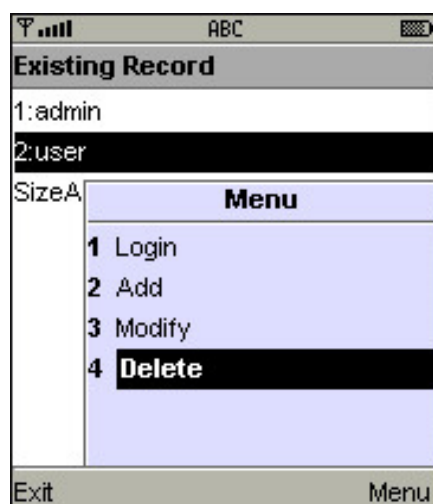 ABC
Existing Record
1:admin
2:user
SizeA
Menu
1 Login
2 Add
3 Modify
4 Delete
Exit Menu